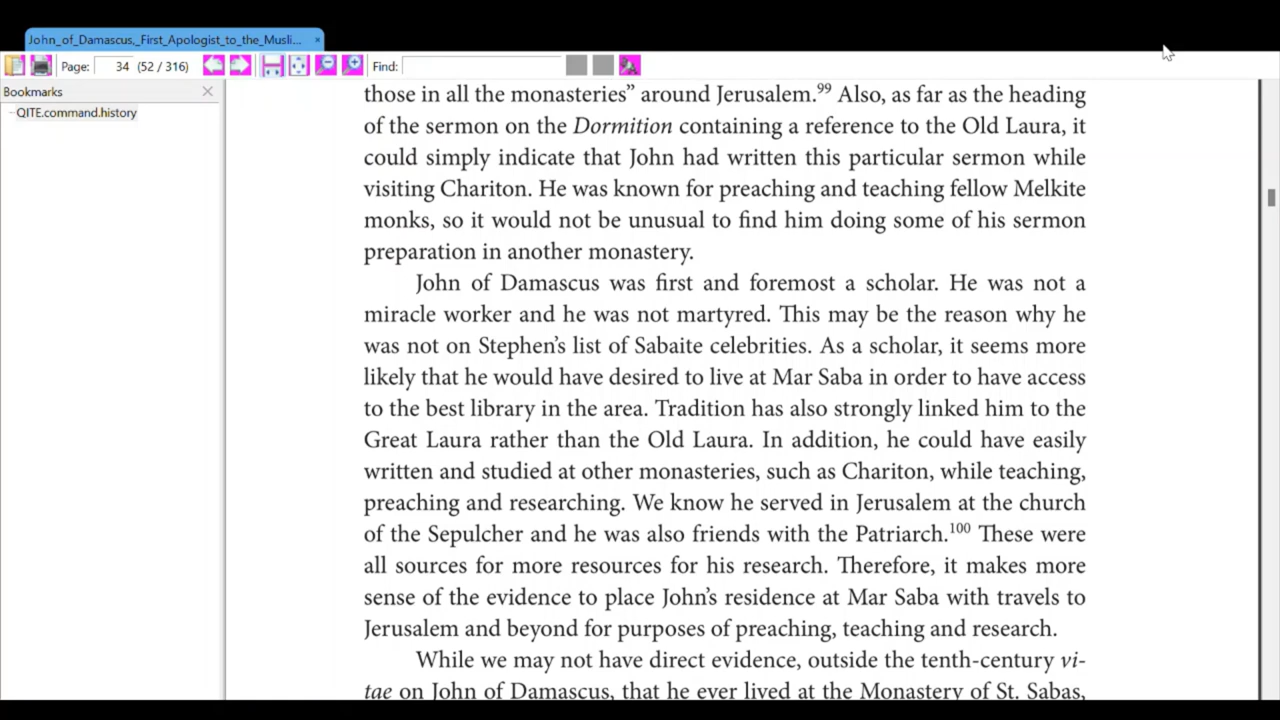 John_of_Damascus,_First_Apologist_to_the_Musli... ×
Page: 34 (52 / 316) Find:
Bookmarks
QITE.command.history
those in all the monasteries” around Jerusalem.99 Also, as far as the heading
of the sermon on the Dormition containing a reference to the Old Laura, it
could simply indicate that John had written this particular sermon while
visiting Chariton. He was known for preaching and teaching fellow Melkite
monks, so it would not be unusual to find him doing some of his sermon
preparation in another monastery.
John of Damascus was first and foremost a scholar. He was not a
miracle worker and he was not martyred. This may be the reason why he
was not on Stephen’s list of Sabaite celebrities. As a scholar, it seems more
likely that he would have desired to live at Mar Saba in order to have access
to the best library in the area. Tradition has also strongly linked him to the
Great Laura rather than the Old Laura. In addition, he could have easily
written and studied at other monasteries, such as Chariton, while teaching,
preaching and researching. We know he served in Jerusalem at the church
of the Sepulcher and he was also friends with the Patriarch.100 These were
all sources for more resources for his research. Therefore, it makes more
sense of the evidence to place John’s residence at Mar Saba with travels to
Jerusalem and beyond for purposes of preaching, teaching and research.
While we may not have direct evidence, outside the tenth-century vi-
tae on John of Damascus, that he ever lived at the Monastery of St. Sabas,